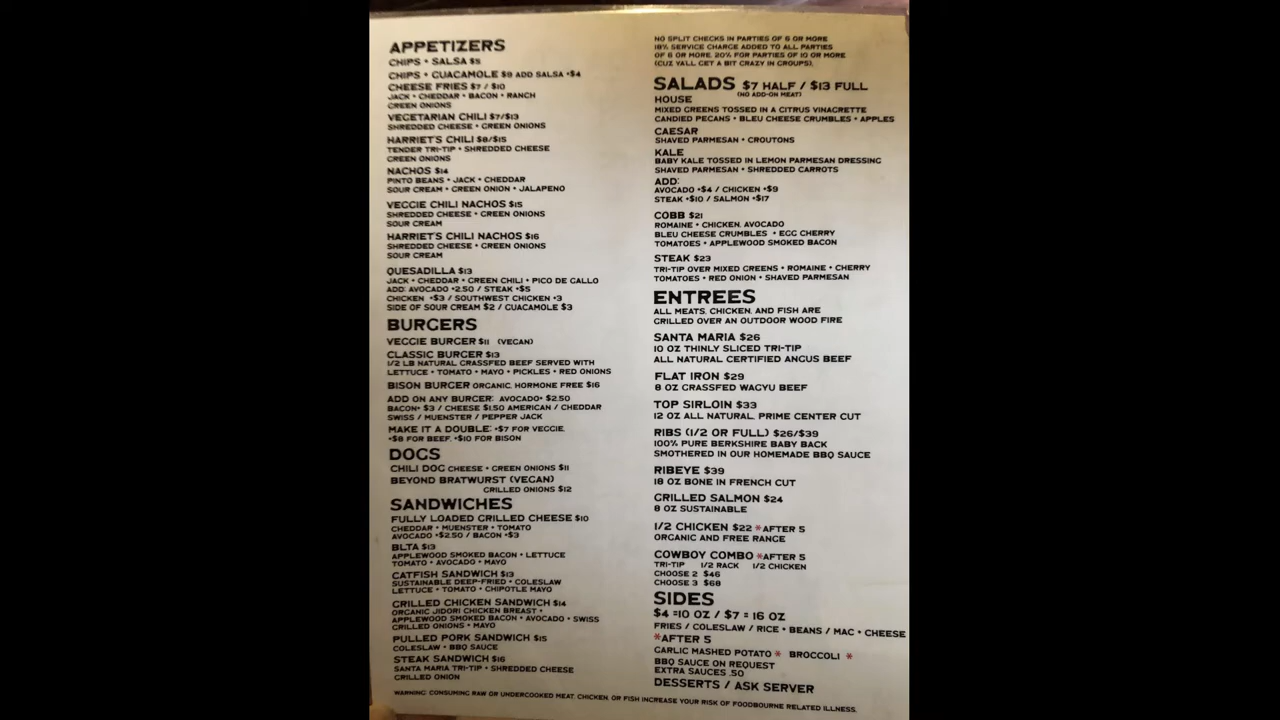 APPETIZERS
CHIPS • SALSA $5
CHIPS • GUACAMOLE $9 ADD SALSA +$4
CHEESE FRIES $7 / $10
JACK • CHEDDAR • BACON • RANCH
GREEN ONIONS
VEGETARIAN CHILI $7/$13
SHREDDED CHEESE • GREEN ONIONS
HARRIET'S CHILI $8/$15
TENDER TRI-TIP • SHREDDED CHEESE
GREEN ONIONS
NACHOS $14
PINTO BEANS • JACK • CHEDDAR
SOUR CREAM • GREEN ONION • JALAPENO
VEGGIE CHILI NACHOS $15
SHREDDED CHEESE • GREEN ONIONS
SOUR CREAM
HARRIET'S CHILI NACHOS $16
SHREDDED CHEESE • GREEN ONIONS
SOUR CREAM
QUESADILLA $13
JACK • CHEDDAR • GREEN CHILI • PICO DE GALLO
ADD: AVOCADO +2.50 / STEAK +$5
CHICKEN +$3 / SOUTHWEST CHICKEN +3
SIDE OF SOUR CREAM $2 / GUACAMOLE $3
BURGERS
VEGGIE BURGER $11 (VEGAN)
CLASSIC BURGER $13
1/2 LB NATURAL GRASSFED BEEF SERVED WITH
LETTUCE • TOMATO • MAYO • PICKLES • RED ONIONS
BISON BURGER ORGANIC, HORMONE FREE $16
ADD ON ANY BURGER: AVOCADO+ $2.50
BACON+ $3 / CHEESE $1.50 AMERICAN / CHEDDAR
SWISS / MUENSTER / PEPPER JACK
MAKE IT A DOUBLE: +$7 FOR VEGGIE,
+$8 FOR BEEF, +$10 FOR BISON
DOGS
CHILI DOG CHEESE • GREEN ONIONS $11
BEYOND BRATWURST (VEGAN)
GRILLED ONIONS $12
SANDWICHES
FULLY LOADED GRILLED CHEESE $10
CHEDDAR • MUENSTER • TOMATO
AVOCADO +$2.50 / BACON +$3
BLTA $13
APPLEWOOD SMOKED BACON • LETTUCE
TOMATO • AVOCADO • MAYO
CATFISH SANDWICH $13
SUSTAINABLE DEEP-FRIED • COLESLAW
LETTUCE • TOMATO • CHIPOTLE MAYO
GRILLED CHICKEN SANDWICH $14
ORGANIC JIDORI CHICKEN BREAST •
APPLEWOOD SMOKED BACON • AVOCADO • SWISS
GRILLED ONIONS • MAYO
PULLED PORK SANDWICH $15
COLESLAW • BBQ SAUCE
STEAK SANDWICH $16
SANTA MARIA TRI-TIP • SHREDDED CHEESE
GRILLED ONION
NO SPLIT CHECKS IN PARTIES OF 6 OR MORE
18% SERVICE CHARGE ADDED TO ALL PARTIES
OF 6 OR MORE, 20% FOR PARTIES OF 10 OR MORE
(CUZ YA'LL GET A BIT CRAZY IN GROUPS).
SALADS $7 HALF / $13 FULL
(NO ADD-ON MEAT)
HOUSE
MIXED GREENS TOSSED IN A CITRUS VINAGRETTE
CANDIED PECANS • BLEU CHEESE CRUMBLES • APPLES
CAESAR
SHAVED PARMESAN • CROUTONS
KALE
BABY KALE TOSSED IN LEMON PARMESAN DRESSING
SHAVED PARMESAN • SHREDDED CARROTS
ADD:
AVOCADO +$4 / CHICKEN +$9
STEAK +$10 / SALMON +$17
COBB $21
ROMAINE • CHICKEN, AVOCADO
BLEU CHEESE CRUMBLES • EGG CHERRY
TOMATOES • APPLEWOOD SMOKED BACON
STEAK $23
TRI-TIP OVER MIXED GREENS • ROMAINE • CHERRY
TOMATOES • RED ONION • SHAVED PARMESAN
ENTREES
ALL MEATS, CHICKEN, AND FISH ARE
GRILLED OVER AN OUTDOOR WOOD FIRE
SANTA MARIA $26
10 OZ THINLY SLICED TRI-TIP
ALL NATURAL CERTIFIED ANGUS BEEF
FLAT IRON $29
8 OZ GRASSFED WAGYU BEEF
TOP SIRLOIN $33
12 OZ ALL NATURAL, PRIME CENTER CUT
RIBS (1/2 OR FULL) $26/$39
100% PURE BERKSHIRE BABY BACK
SMOTHERED IN OUR HOMEMADE BBQ SAUCE
RIBEYE $39
18 OZ BONE IN FRENCH CUT
GRILLED SALMON $24
8 OZ SUSTAINABLE
1/2 CHICKEN $22 *AFTER 5
ORGANIC AND FREE RANGE
COWBOY COMBO *AFTER 5
TRI-TIP 1/2 RACK 1/2 CHICKEN
CHOOSE 2 $46
CHOOSE 3 $68
SIDES
$4 =10 OZ / $7 = 16 OZ
FRIES / COLESLAW / RICE • BEANS / MAC • CHEESE
*AFTER 5
GARLIC MASHED POTATO * BROCCOLI *
BBQ SAUCE ON REQUEST
EXTRA SAUCES .50
DESSERTS / ASK SERVER
WARNING: CONSUMING RAW OR UNDERCOOKED MEAT, CHICKEN, OR FISH INCREASE YOUR RISK OF FOODBOURNE RELATED ILLNESS.